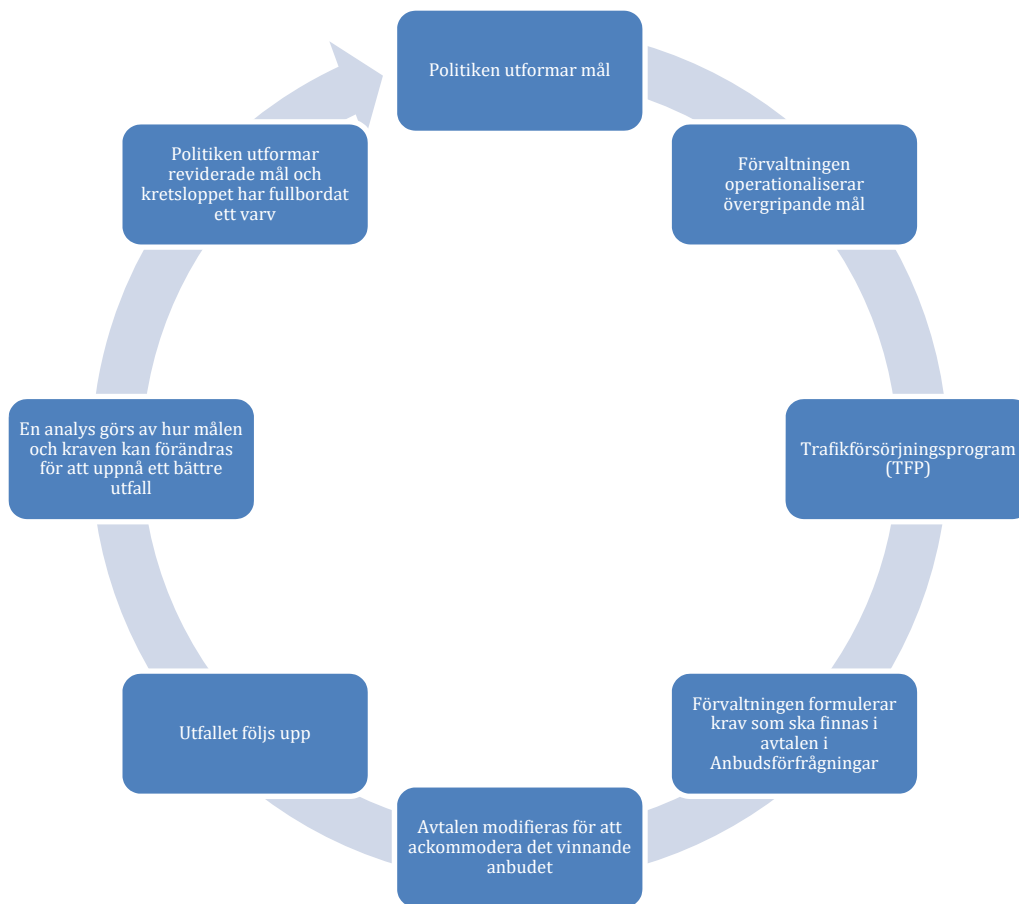 Politiken utformar mål
Förvaltningen
operationaliserar
övergripande mål
Trafikförsörjningsprogram
(TFP)
Förvaltningen formulerar
krav som ska finnas i
avtalen i
Anbudsförfrågningar
Avtalen modifieras för att
ackommodera det vinnande
anbudet
Utfallet följs upp
En analys görs av hur målen
och kraven kan förändras
för att uppnå ett bättre
utfall
Politiken utformar
reviderade mål och
kretsloppet har fullbordat
ett varv